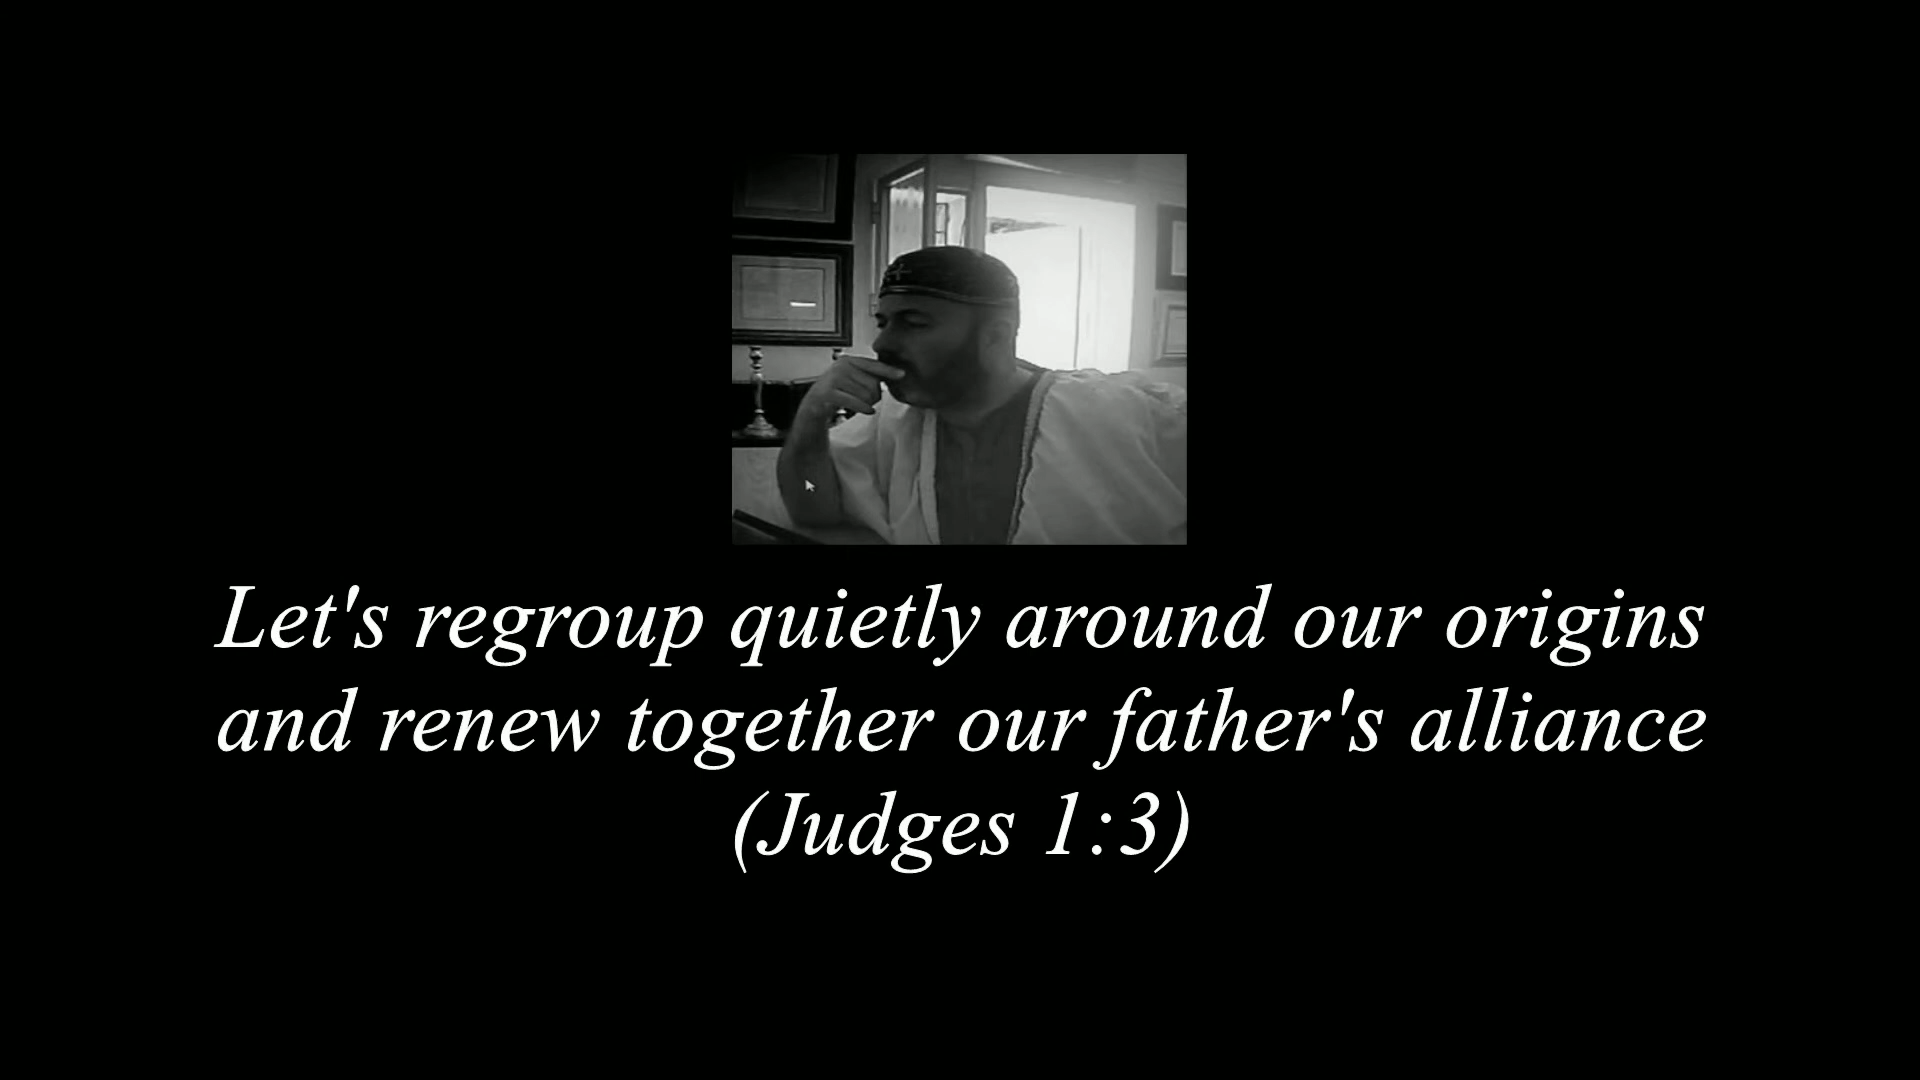 Let's regroup quietly around our origins
and renew together our father's alliance
(Judges 1:3)